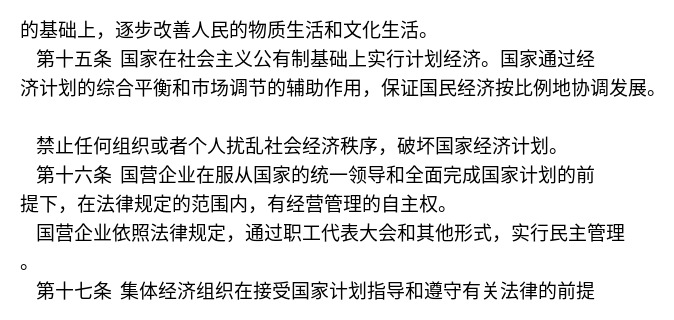 的基础上，逐步改善人民的物质生活和文化生活。
第十五条 国家在社会主义公有制基础上实行计划经济。国家通过经
济计划的综合平衡和市场调节的辅助作用，保证国民经济按比例地协调发展。
禁止任何组织或者个人扰乱社会经济秩序，破坏国家经济计划。
第十六条 国营企业在服从国家的统一领导和全面完成国家计划的前
提下，在法律规定的范围内，有经营管理的自主权。
国营企业依照法律规定，通过职工代表大会和其他形式，实行民主管理
。
第十七条 集体经济组织在接受国家计划指导和遵守有关法律的前提